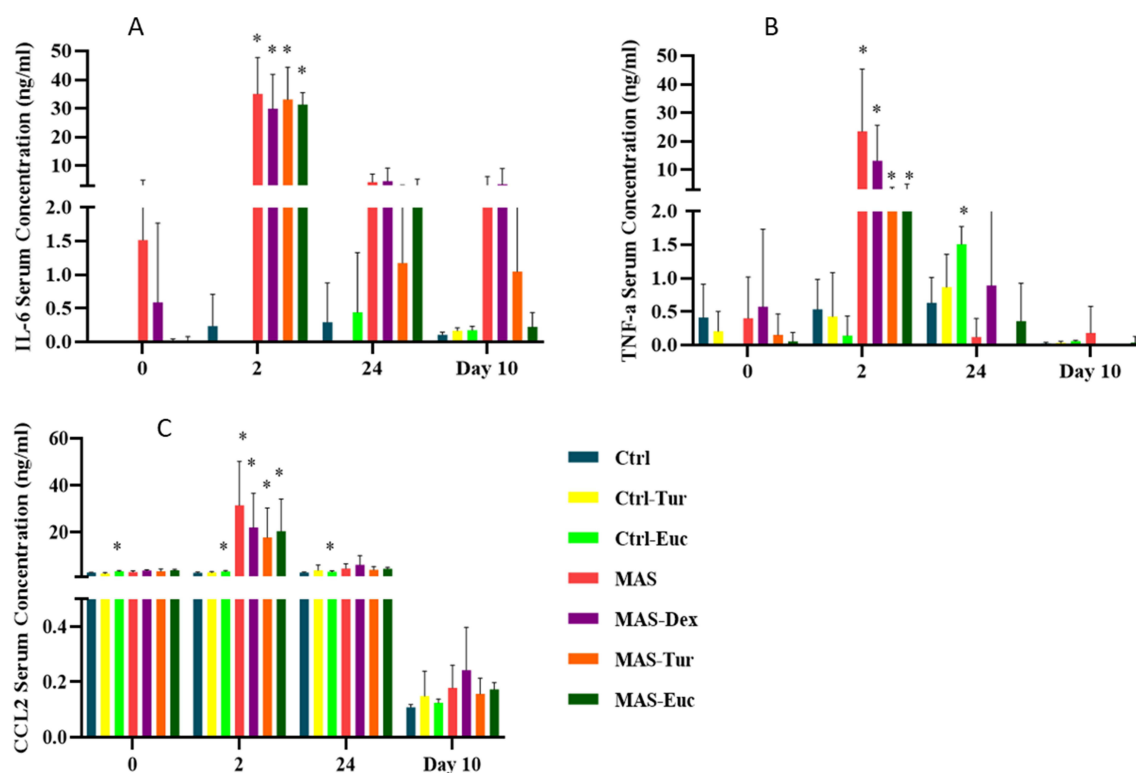 A
IL-6 Serum Concentration (ng/ml)
50
40
30
20
10
2.0
1.5
1.0
0.5
0.0
* * * *
0 2 24 Day 10
B
TNF-a Serum Concentration (ng/ml)
50
40
30
20
10
2.0
1.5
1.0
0.5
0.0
* * * * *
0 2 24 Day 10
C
CCL2 Serum Concentration (ng/ml)
60
40
20
0.4
0.2
0.0
* * * * * * *
0 2 24 Day 10
Ctrl
Ctrl-Tur
Ctrl-Euc
MAS
MAS-Dex
MAS-Tur
MAS-Euc